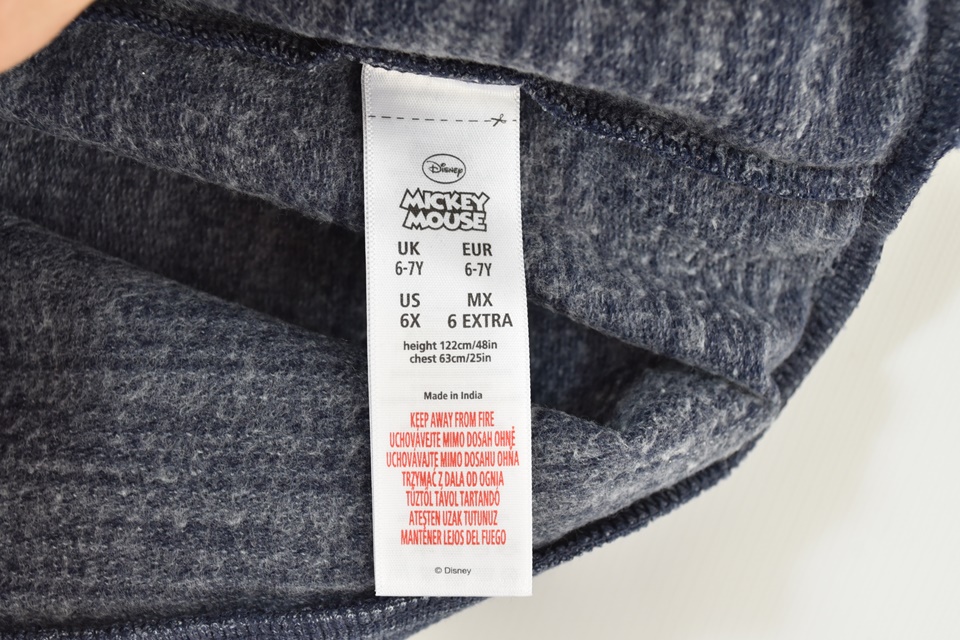 Disney
MICKEY
MOUSE
UK EUR
6-7Y 6-7Y
US MX
6X 6 EXTRA
height 122cm/48in
chest 63cm/25in
Made in India
KEEP AWAY FROM FIRE
UCHOVÁVEJTE MIMO DOSAH OHNĚ
UCHOVÁVAJTE MIMO DOSAHU OHŇA
TRZYMAĆ Z DALA OD OGNIA
TŰZTŐL TÁVOL TARTANDÓ
ATEŞTEN UZAK TUTUNUZ
MANTENER LEJOS DEL FUEGO
© Disney